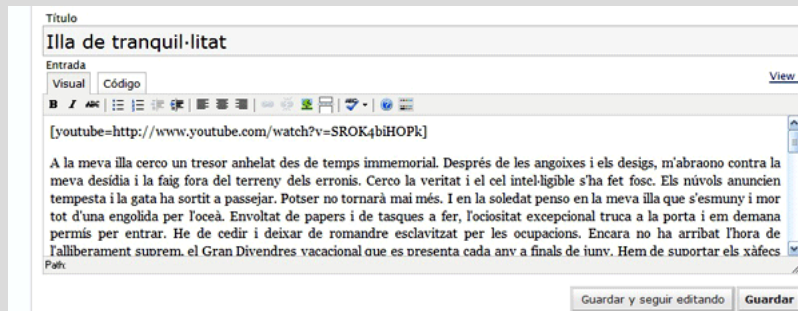 Título
Illa de tranquil·litat
Entrada
Visual Código
View
B I ABC
[youtube=http://www.youtube.com/watch?v=SROK4biHOPk]
A la meva illa cerco un tresor anhelat des de temps immemorial. Després de les angoixes i els desigs, m'abraono contra la
meva desídia i la faig fora del terreny dels erronis. Cerco la veritat i el cel intel·ligible s'ha fet fosc. Els núvols anuncien
tempesta i la gata ha sortit a passejar. Potser no tornarà mai més. I en la soledat penso en la meva illa que s'esmuny i mor
tot d'una engolida per l'oceà. Envoltat de papers i de tasques a fer, l'ociositat excepcional truca a la porta i em demana
permís per entrar. He de cedir i deixar de romandre esclavitzat per les ocupacions. Encara no ha arribat l'hora de
l'alliberament suprem, el Gran Divendres vacacional que es presenta cada any a finals de juny. Hem de suportar els xàfecs
Path:
Guardar y seguir editando Guardar